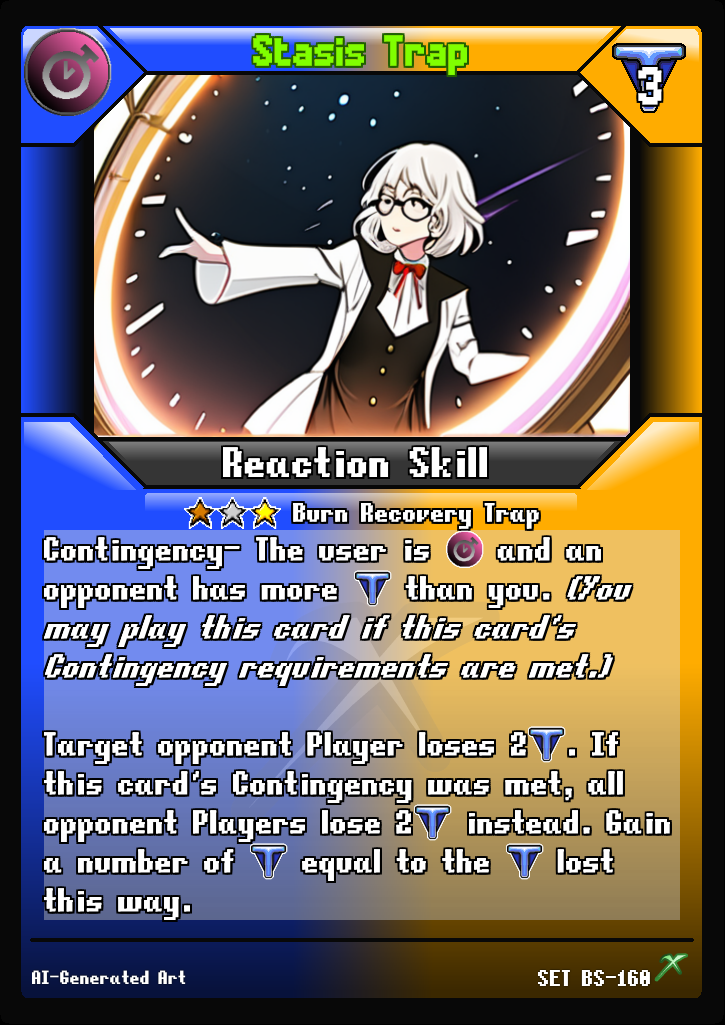 Stasis Trap
3
Reaction Skill
Burn Recovery Trap
Contingency- The user is and an
opponent has more T than you. (You
may play this card if this card's
Contingency requirements are met.)
Target opponent Player loses 2T. If
this card's Contingency was met, all
opponent Players lose 2T instead. Gain
a number of T equal to the T lost
this way.
AI-Generated Art
SET BS-160